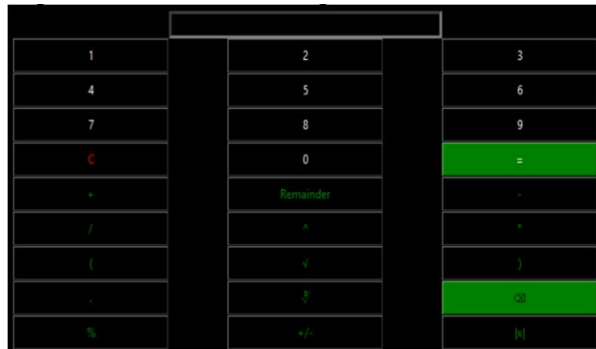 1 2 3
4 5 6
7 8 9
C 0 =
+ Remainder -
/ ^ *
( √ )
. ∛ ⌫
% +/- |x|